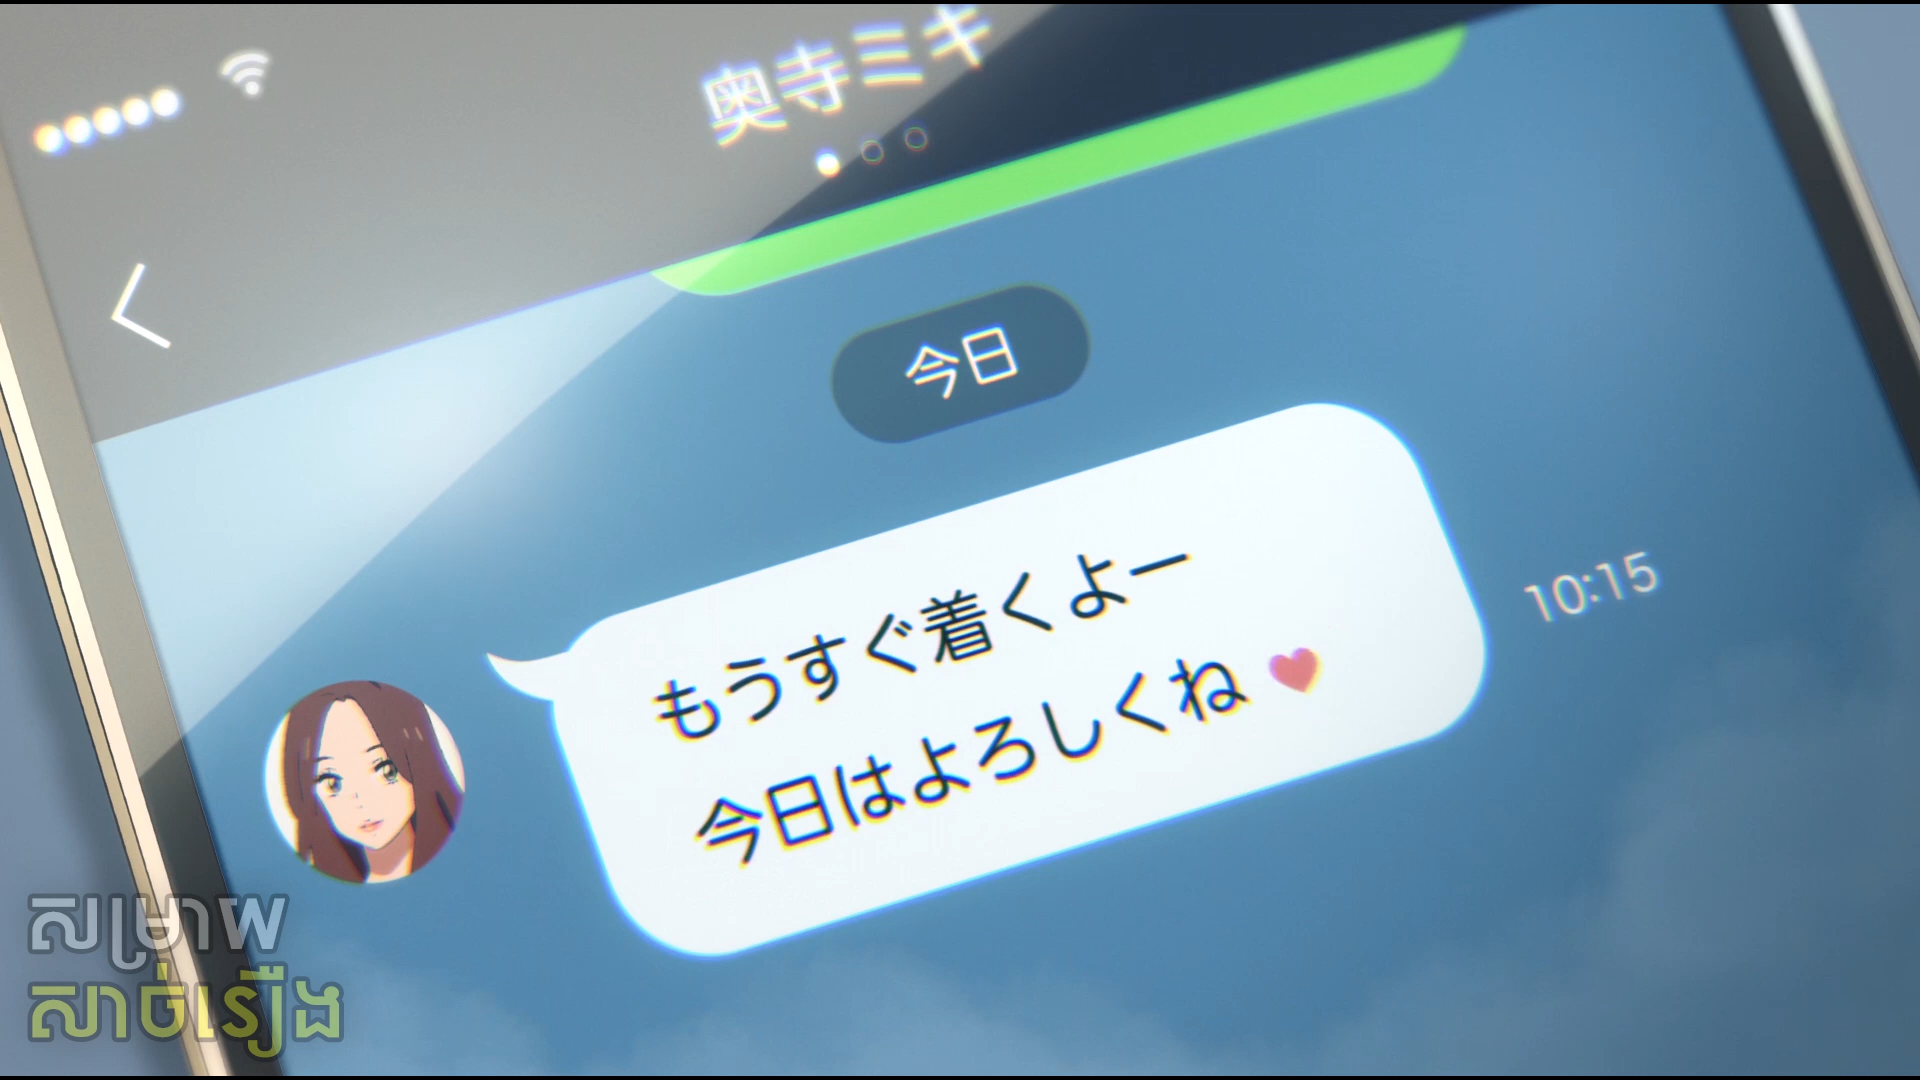 奥寺ミキ
今日
もうすぐ着くよー
今日はよろしくね
10:15
សម្រាព
សាច់រឿង